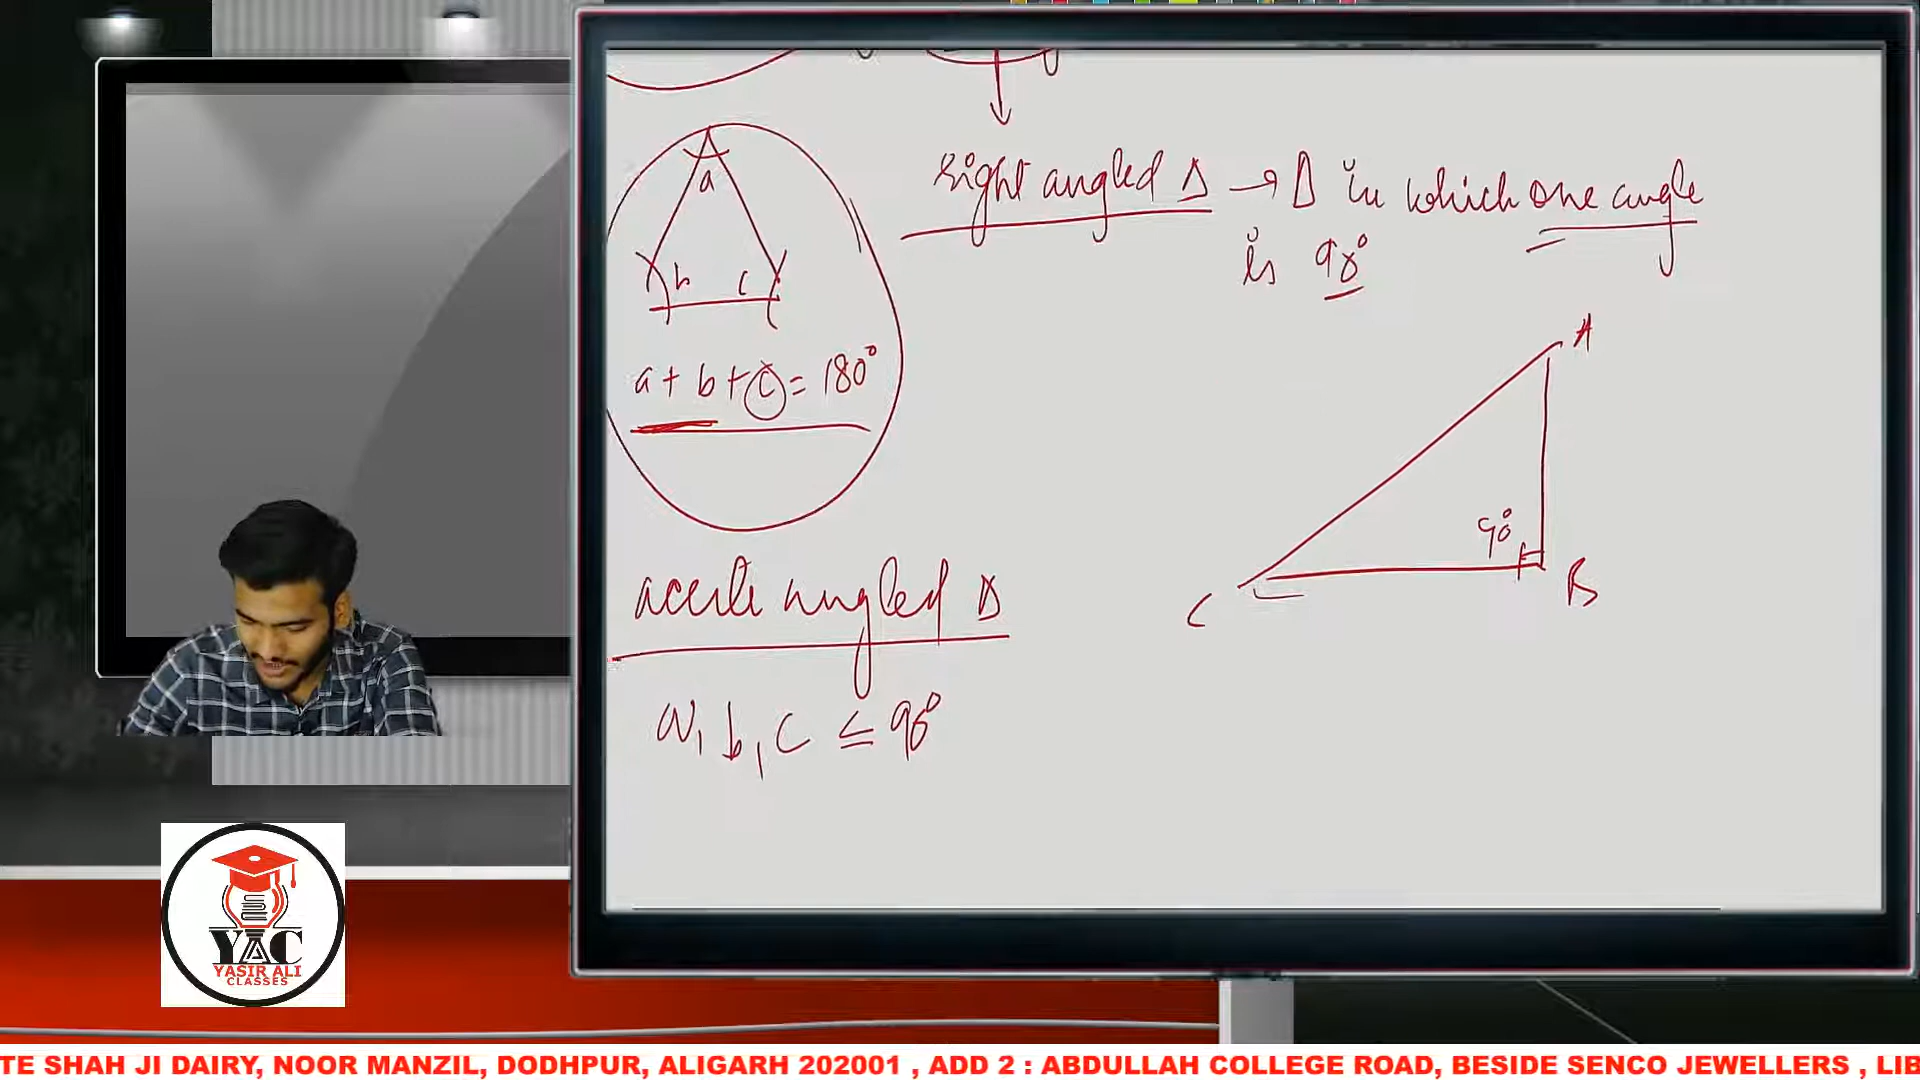 right angled Δ → Δ in which one angle
is 90°
a
b c
a + b + c = 180°
A
90°
C B
acute angled Δ
a, b, c ≤ 90°
YAC
YASIR ALI
CLASSES
TE SHAH JI DAIRY, NOOR MANZIL, DODHPUR, ALIGARH 202001 , ADD 2 : ABDULLAH COLLEGE ROAD, BESIDE SENCO JEWELLERS , LIB